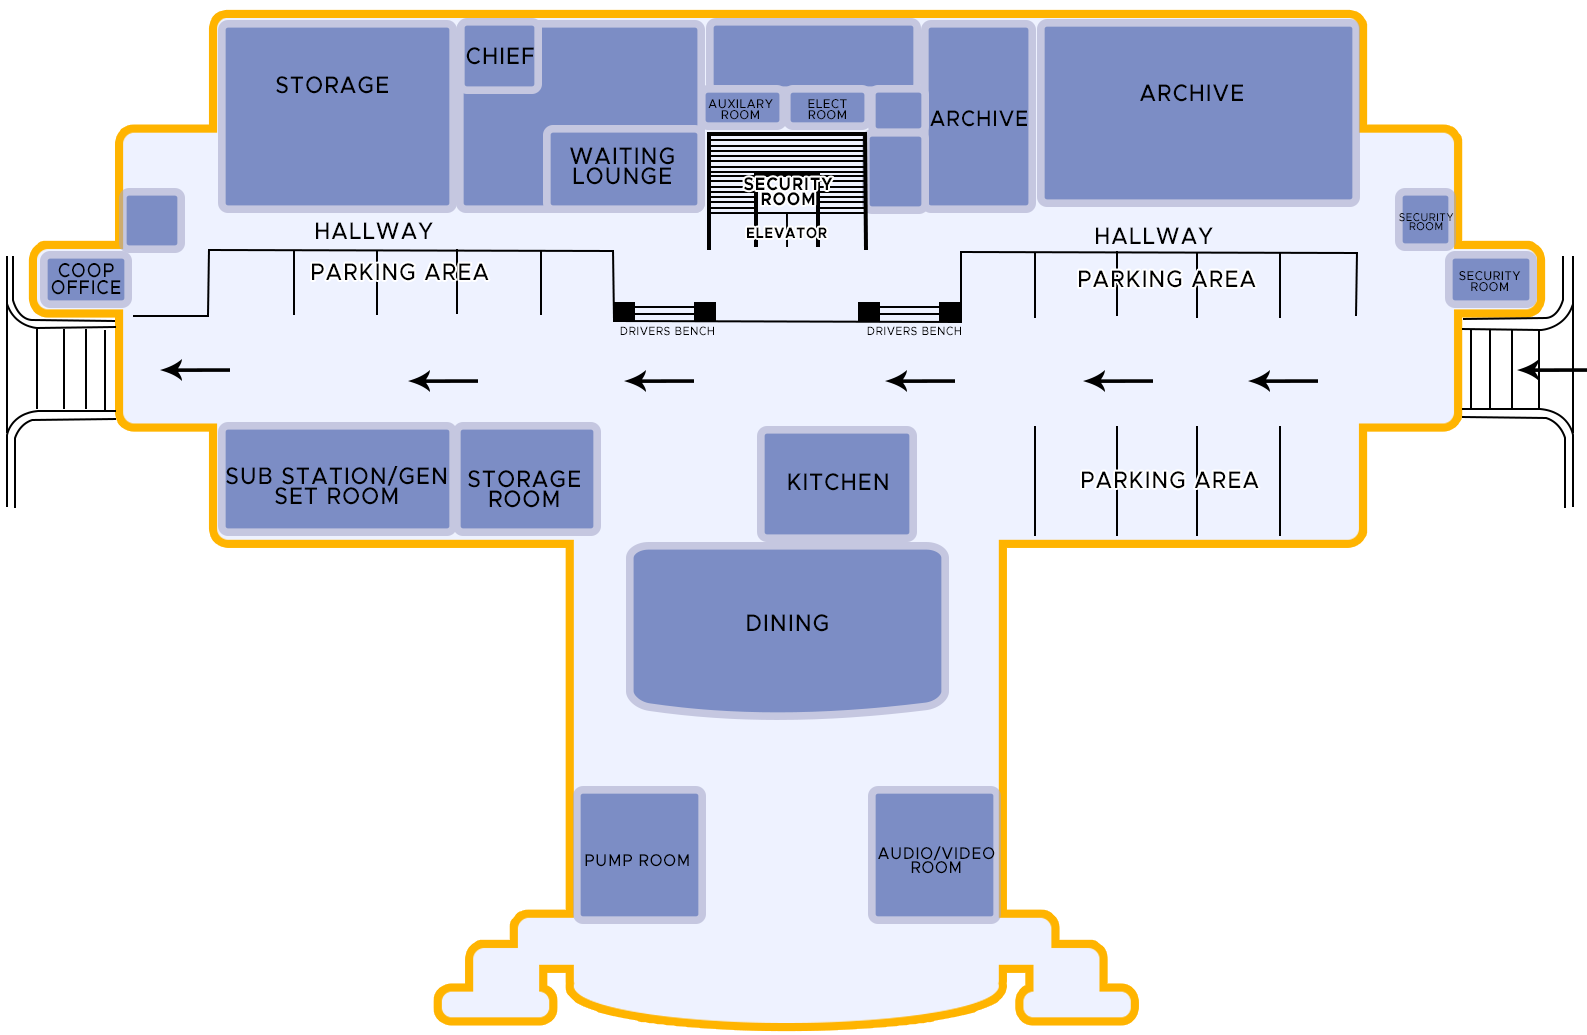 CHIEF
STORAGE
ARCHIVE
AUXILARY
ROOM
ELECT
ROOM
ARCHIVE
WAITING
LOUNGE
SECURITY
ROOM
ELEVATOR
SECURITY
ROOM
HALLWAY
HALLWAY
COOP
OFFICE
PARKING AREA
PARKING AREA
SECURITY
ROOM
DRIVERS BENCH
DRIVERS BENCH
SUB STATION/GEN
SET ROOM
STORAGE
ROOM
KITCHEN
PARKING AREA
DINING
PUMP ROOM
AUDIO/VIDEO
ROOM